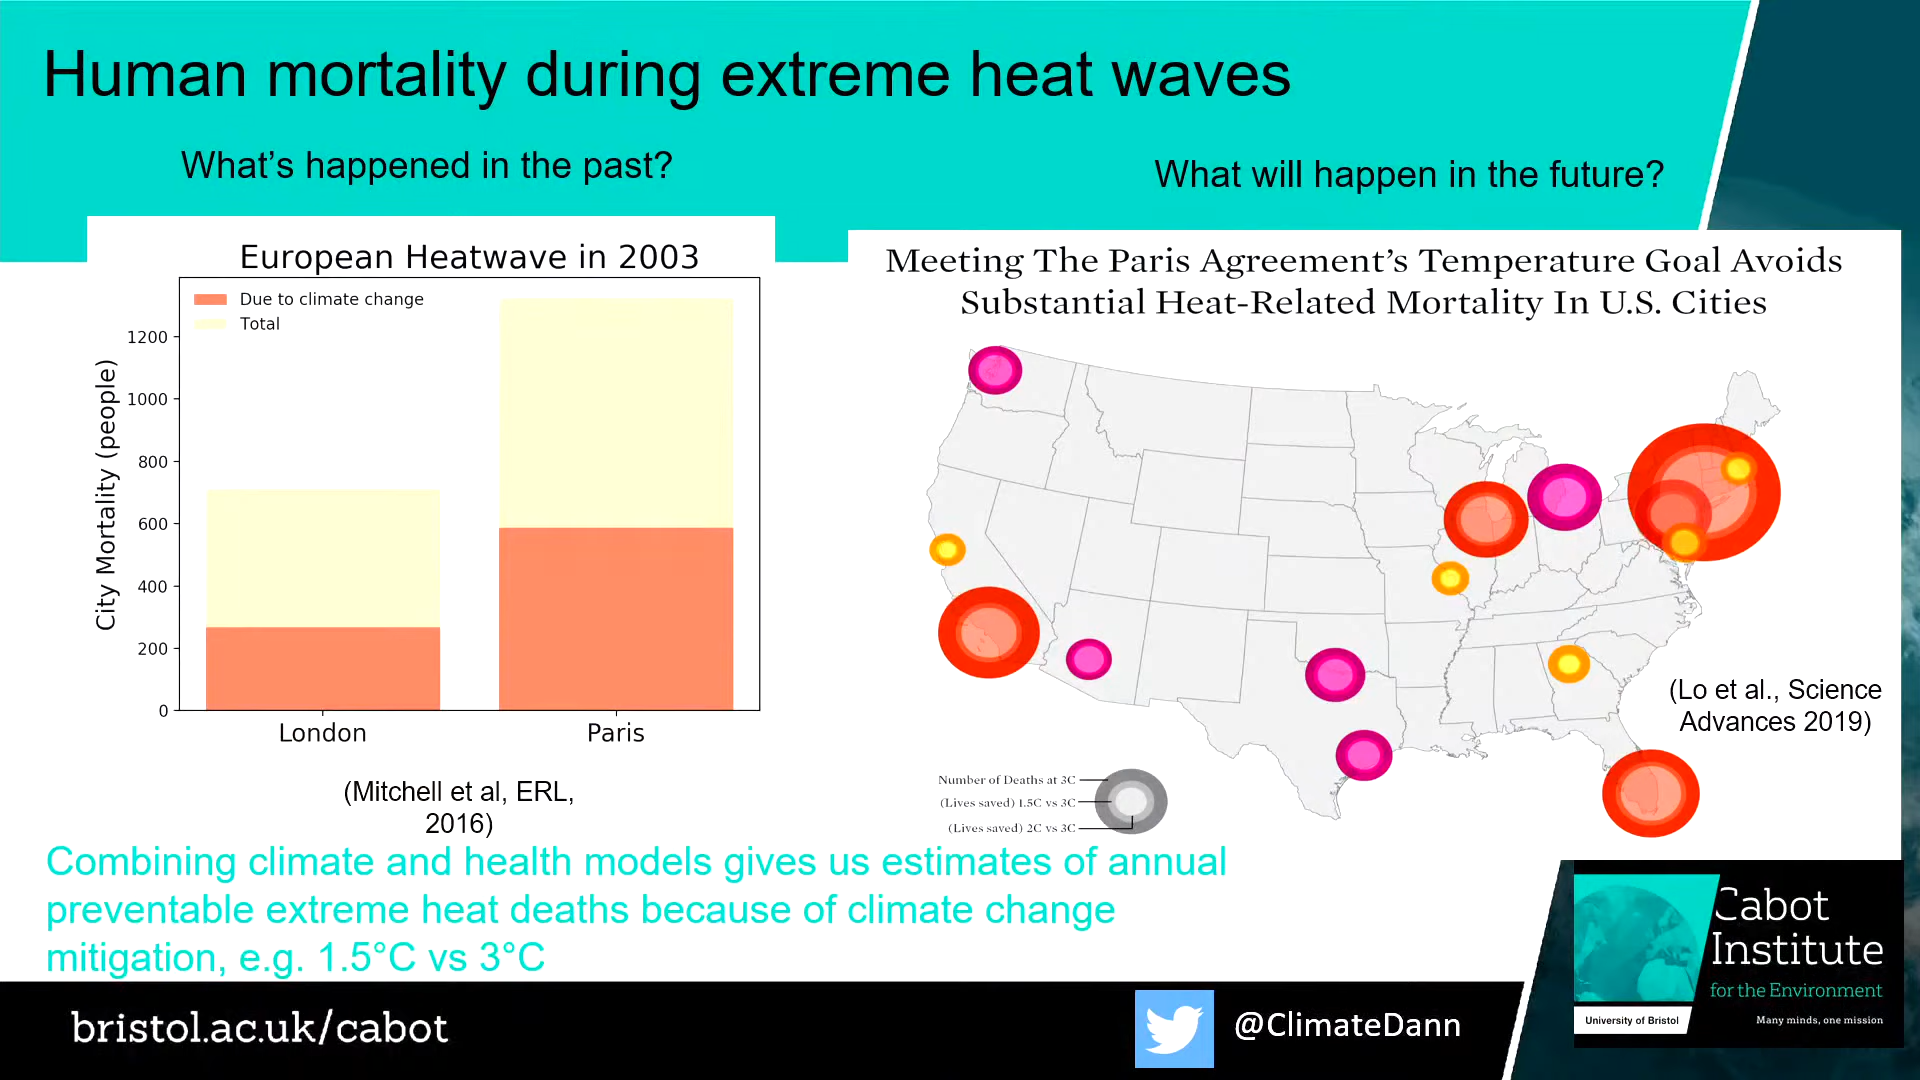 Human mortality during extreme heat waves
What's happened in the past?
What will happen in the future?
European Heatwave in 2003
Due to climate change
Total
City Mortality (people)
1200
1000
800
600
400
200
0
London
Paris
(Mitchell et al, ERL,
2016)
Meeting The Paris Agreement's Temperature Goal Avoids
Substantial Heat-Related Mortality In U.S. Cities
(Lo et al., Science
Advances 2019)
Number of Deaths at 3C
(Lives saved) 1.5C vs 3C
(Lives saved) 2C vs 3C
Combining climate and health models gives us estimates of annual
preventable extreme heat deaths because of climate change
mitigation, e.g. 1.5°C vs 3°C
bristol.ac.uk/cabot
@ClimateDann
Cabot
Institute
for the Environment
University of Bristol
Many minds, one mission